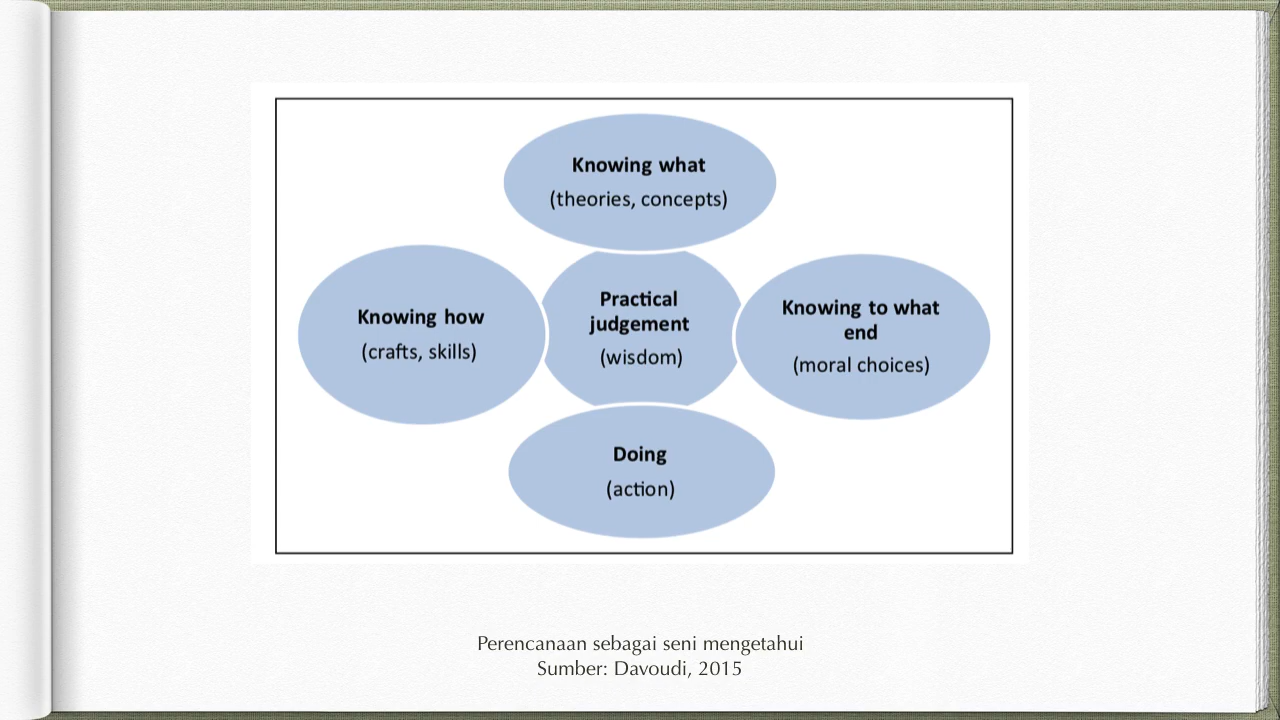 Knowing what
(theories, concepts)
Knowing how
(crafts, skills)
Practical
judgement
(wisdom)
Knowing to what
end
(moral choices)
Doing
(action)
Perencanaan sebagai seni mengetahui
Sumber: Davoudi, 2015